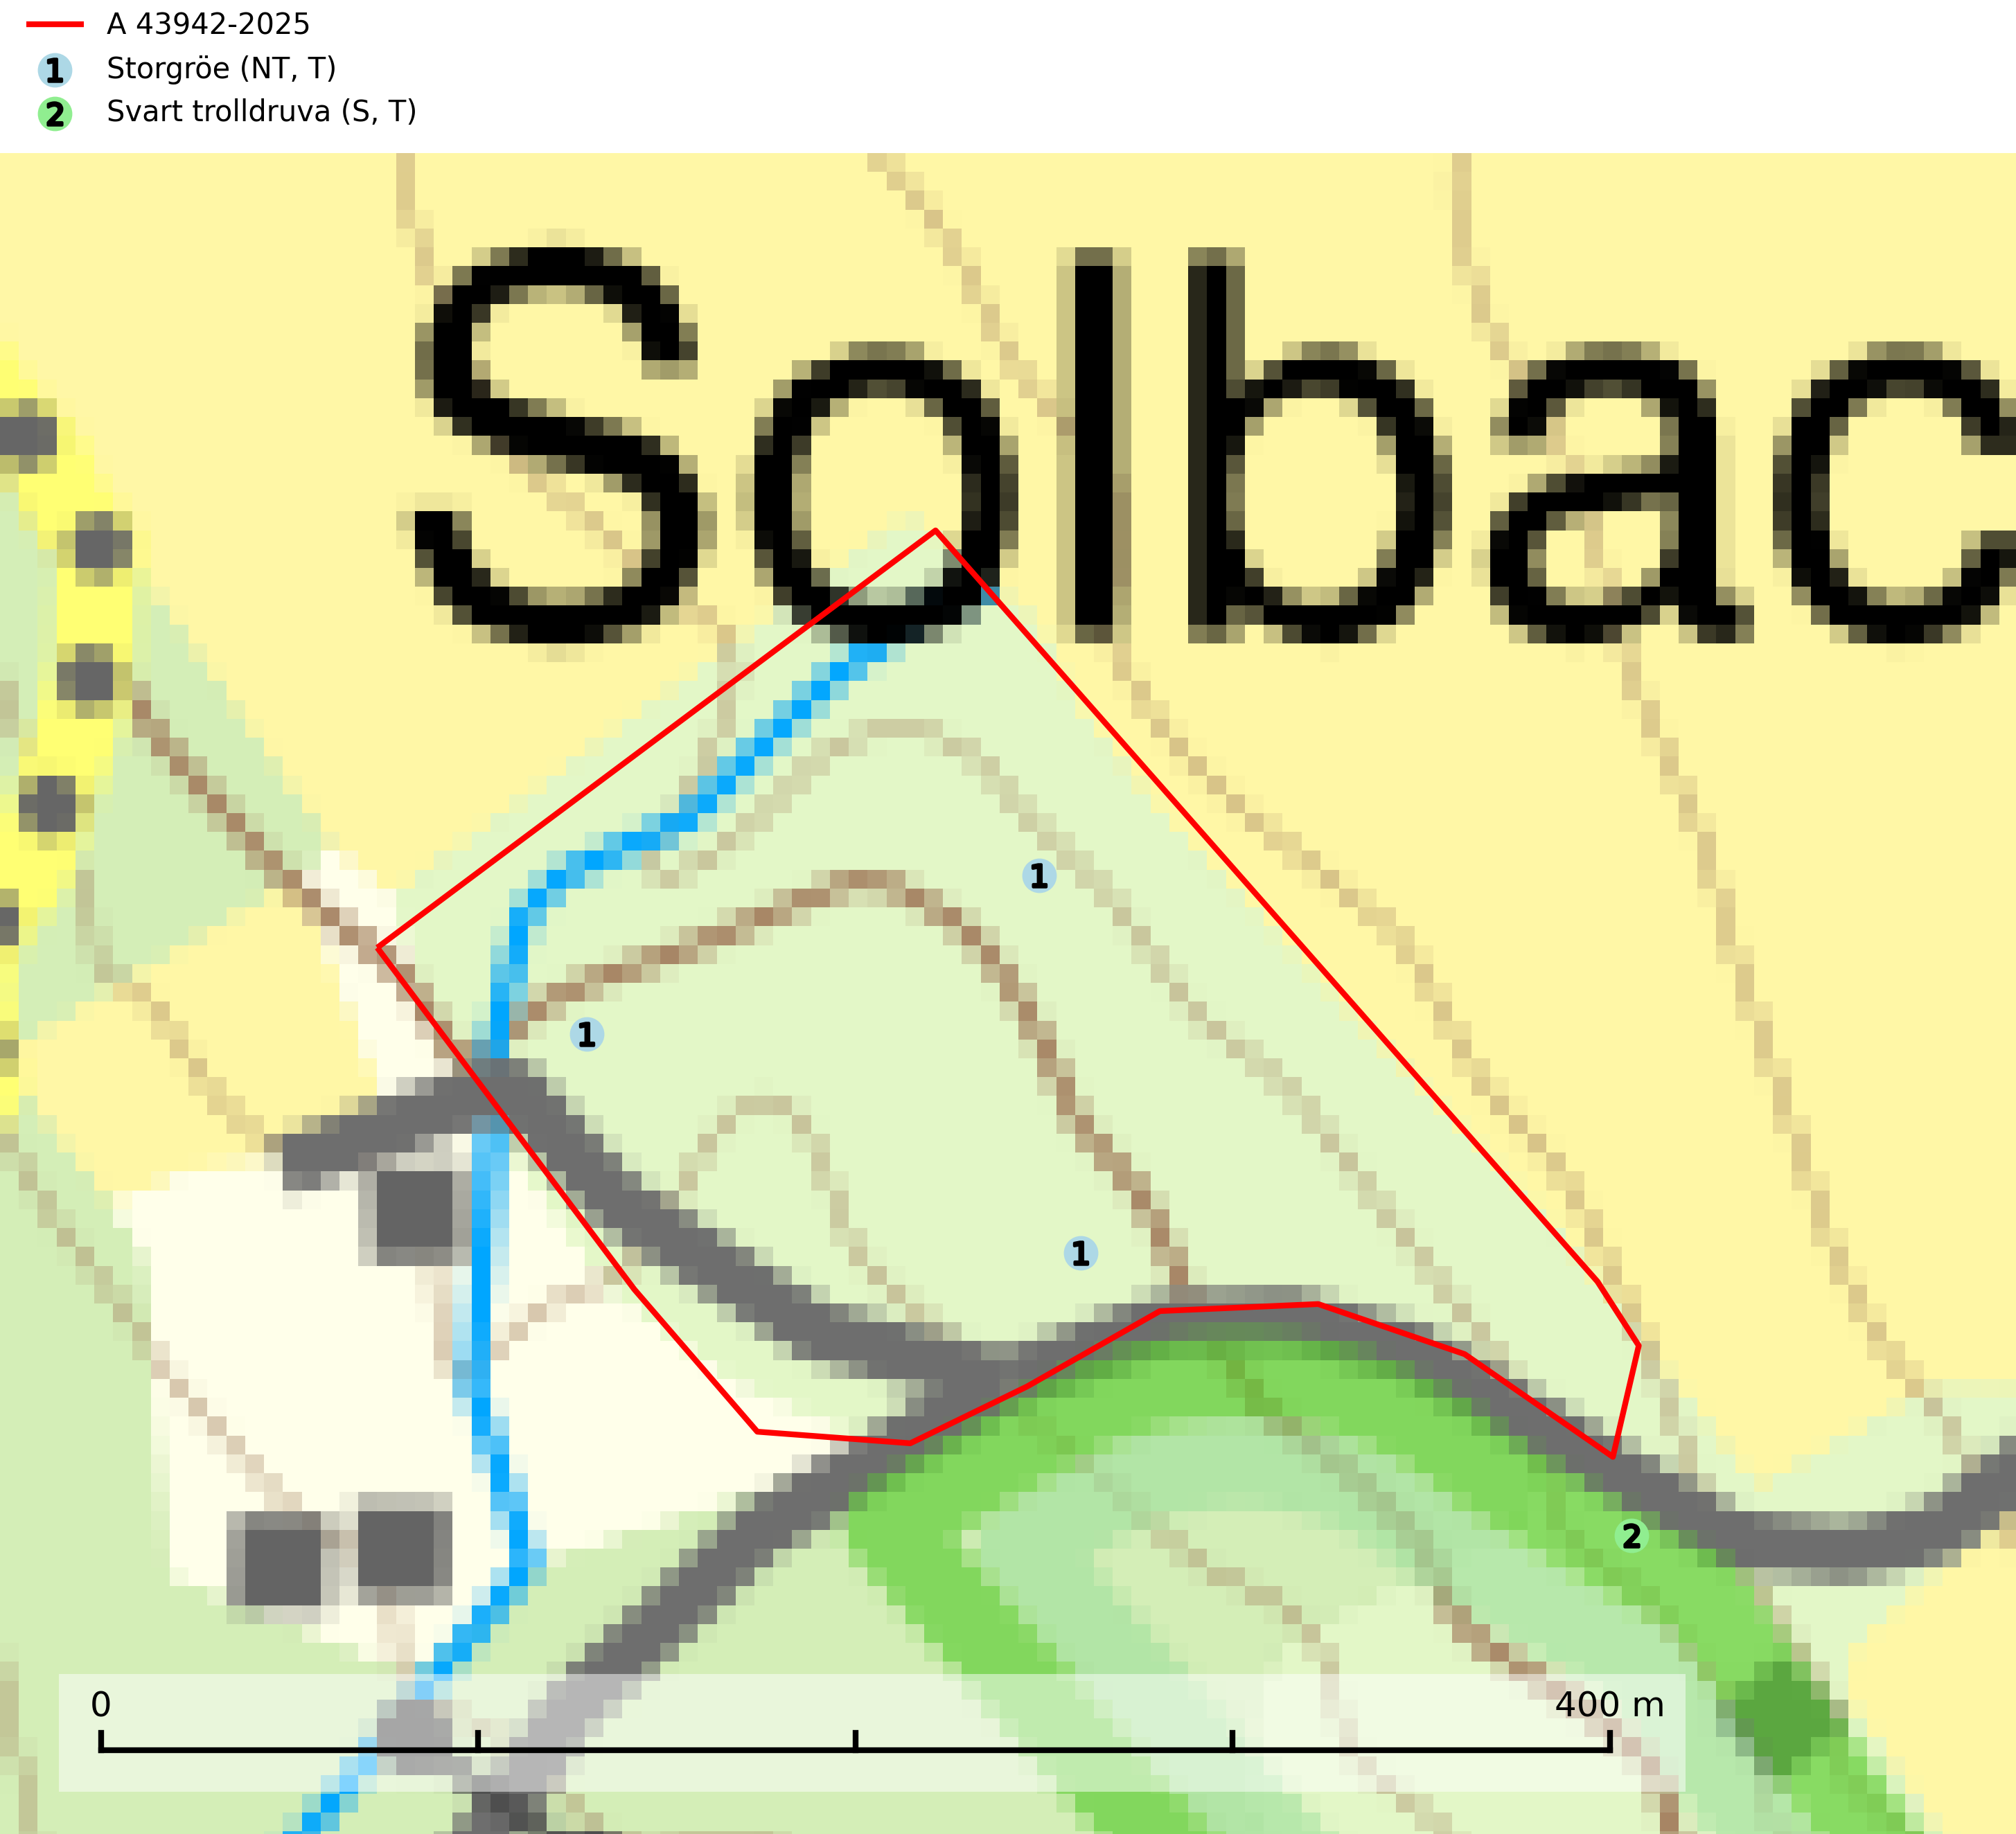 A 43942-2025
1 Storgröe (NT, T)
2 Svart trolldruva (S, T)
Solbac
1
1
1
2
0 400 m